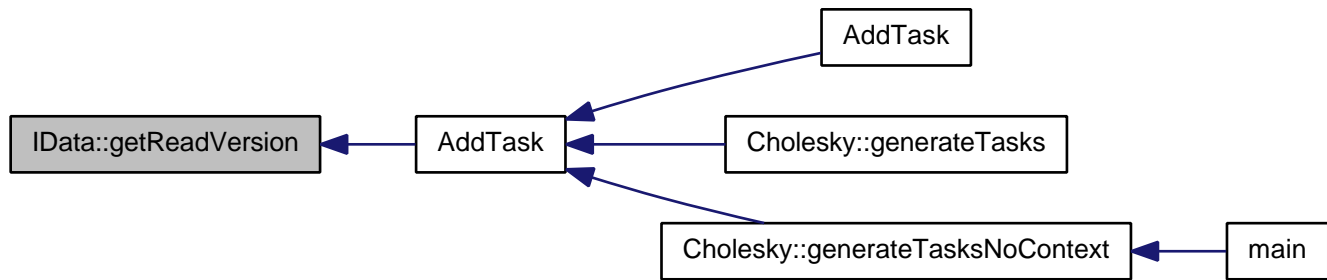 AddTask
IData::getReadVersion
AddTask
Cholesky::generateTasks
Cholesky::generateTasksNoContext
main